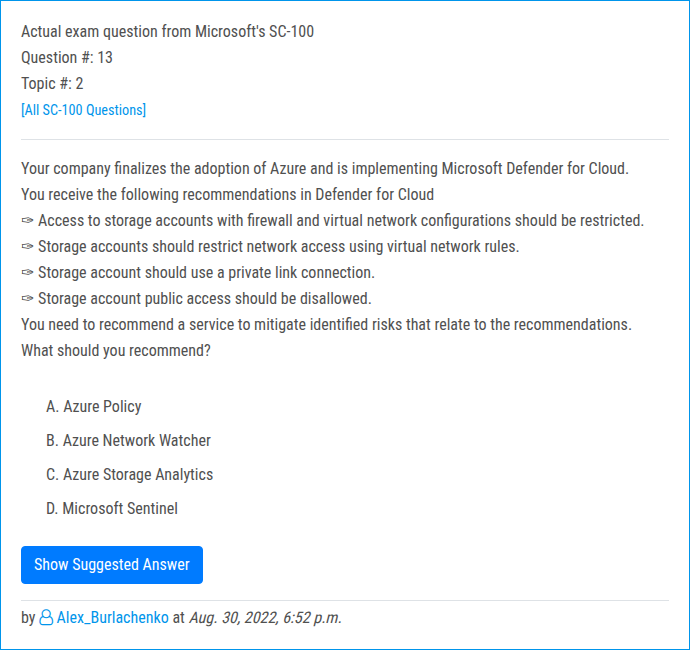 Actual exam question from Microsoft's SC-100
Question #: 13
Topic #: 2
[All SC-100 Questions]
Your company finalizes the adoption of Azure and is implementing Microsoft Defender for Cloud.
You receive the following recommendations in Defender for Cloud
✑ Access to storage accounts with firewall and virtual network configurations should be restricted.
✑ Storage accounts should restrict network access using virtual network rules.
✑ Storage account should use a private link connection.
✑ Storage account public access should be disallowed.
You need to recommend a service to mitigate identified risks that relate to the recommendations.
What should you recommend?
A. Azure Policy
B. Azure Network Watcher
C. Azure Storage Analytics
D. Microsoft Sentinel
Show Suggested Answer
by Alex_Burlachenko at Aug. 30, 2022, 6:52 p.m.